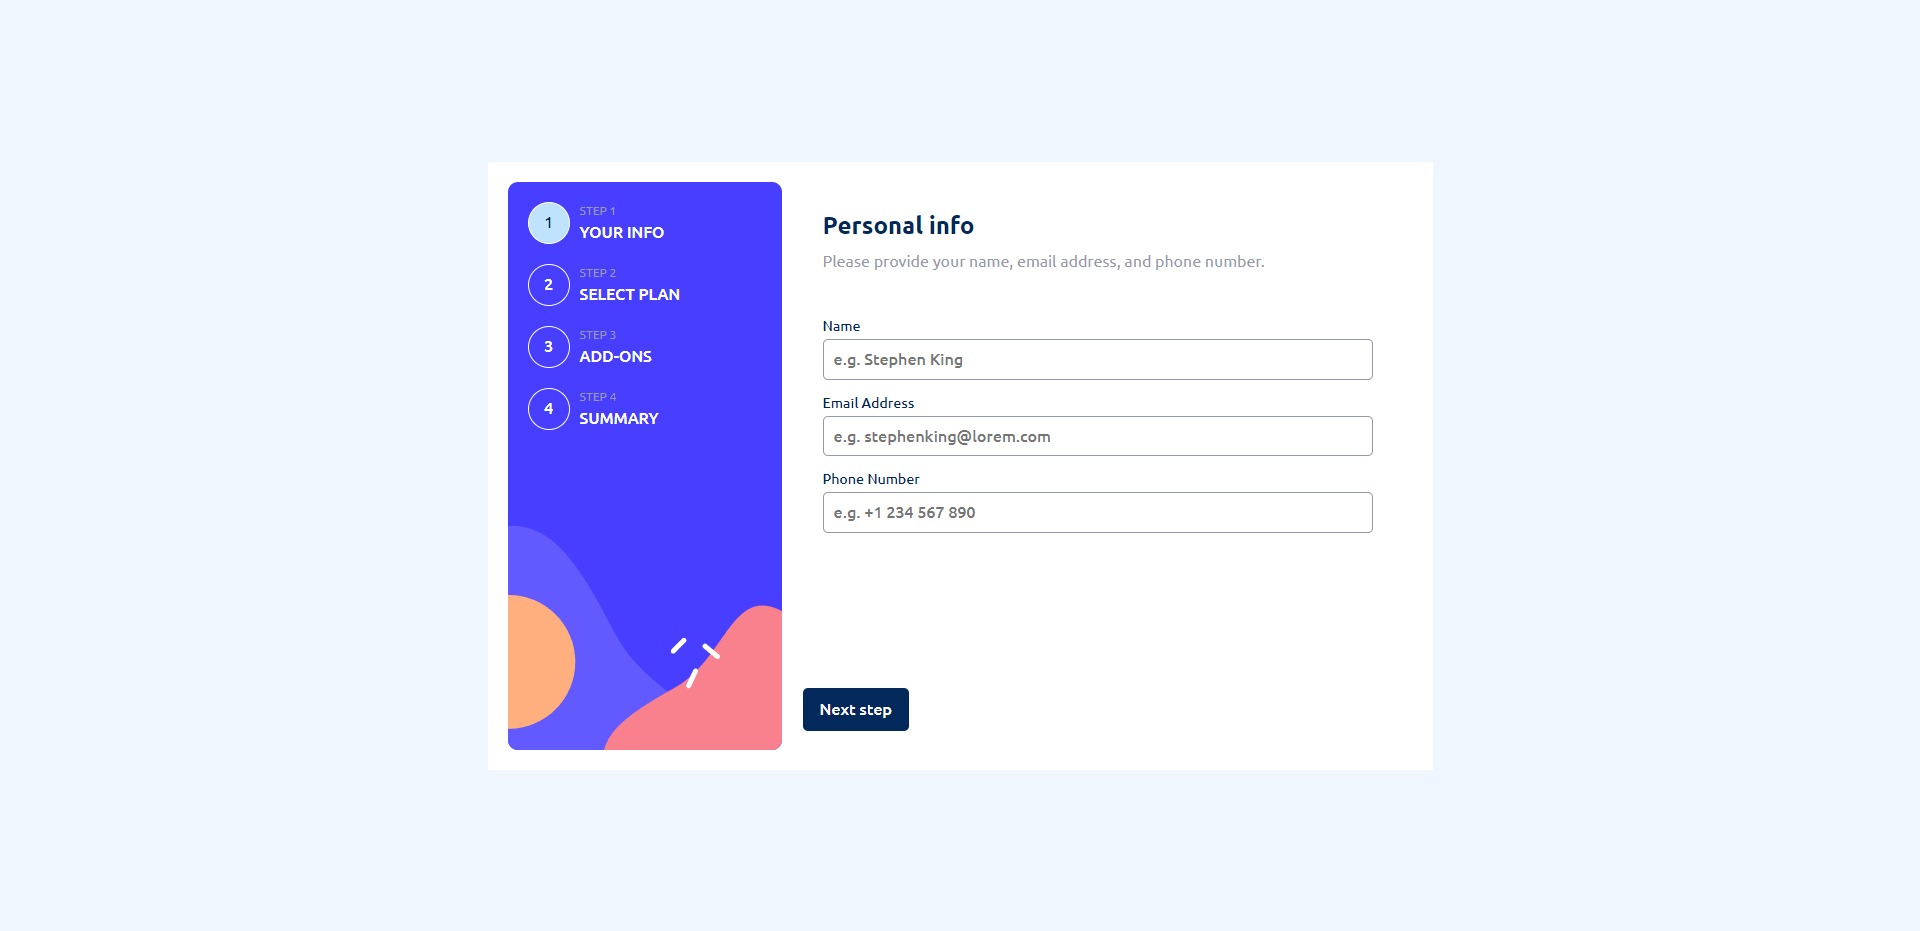 1
STEP 1
YOUR INFO
2
STEP 2
SELECT PLAN
3
STEP 3
ADD-ONS
4
STEP 4
SUMMARY
Personal info
Please provide your name, email address, and phone number.
Name
e.g. Stephen King
Email Address
e.g. stephenking@lorem.com
Phone Number
e.g. +1 234 567 890
Next step